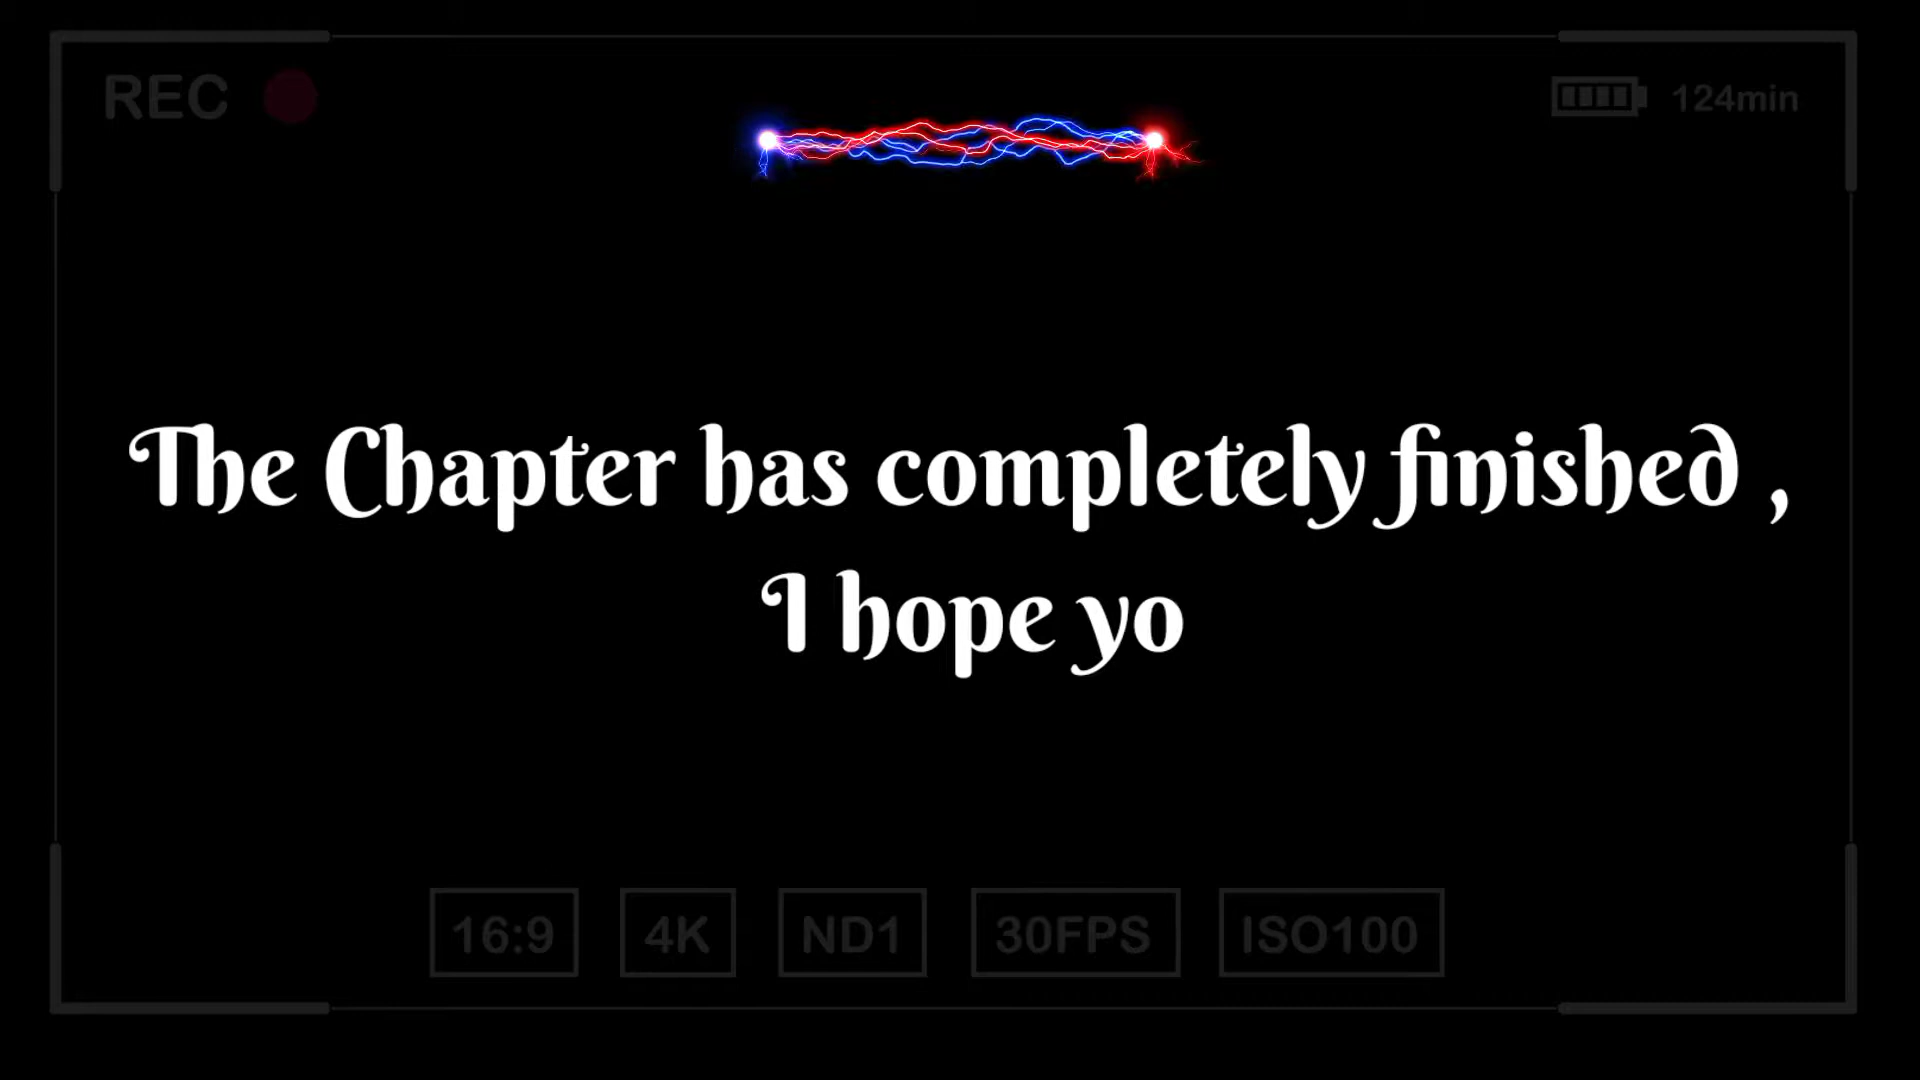 REC 124min
The Chapter has completely finished ,
I hope yo
16:9 4K ND1 30FPS ISO100